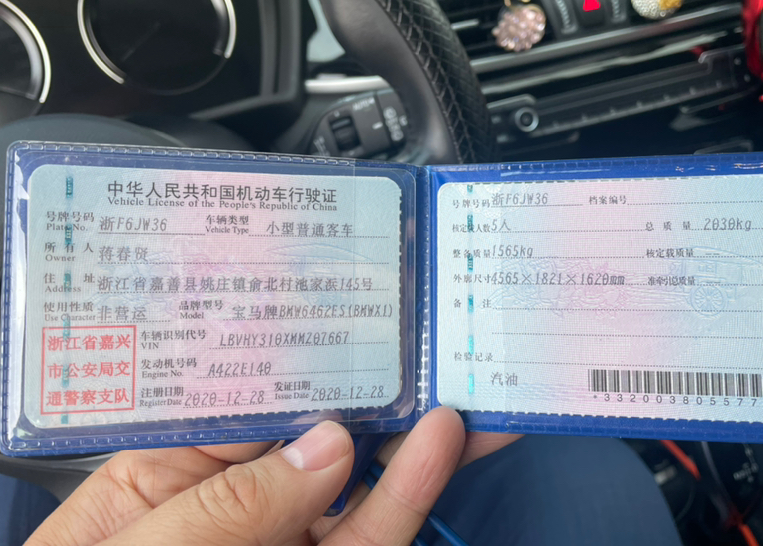 中华人民共和国机动车行驶证
Vehicle License of the People's Republic of China
号牌号码 浙F6JW36 车辆类型 小型普通客车
Plate No. Vehicle Type
所有人 蒋春贤
Owner
住址 浙江省嘉善县姚庄镇俞北村池家浜145号
Address
使用性质 非营运 品牌型号 宝马牌BMW6462ES(BMWX1)
Use Character Model
浙江省嘉兴
市公安局交
通警察支队
车辆识别代号 LBVHY310XMMZ07667
VIN
发动机号码 A422E140
Engine No.
注册日期 2020-12-28 发证日期 2020-12-28
Register Date Issue Date
号牌号码 浙F6JW36 档案编号
核定载人数 5人 总质量 2030kg
整备质量 1565kg 核定载质量 --
外廓尺寸 4565×1821×1620mm 准牵引总质量 --
备注
检验记录
汽油
*332003805577
AUTO